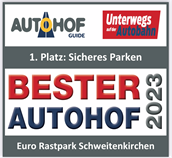 AUTOHOF
GUIDE
Unterwegs
auf der Autobahn
1. Platz: Sicheres Parken
BESTER
AUTOHOF
2023
Euro Rastpark Schweitenkirchen